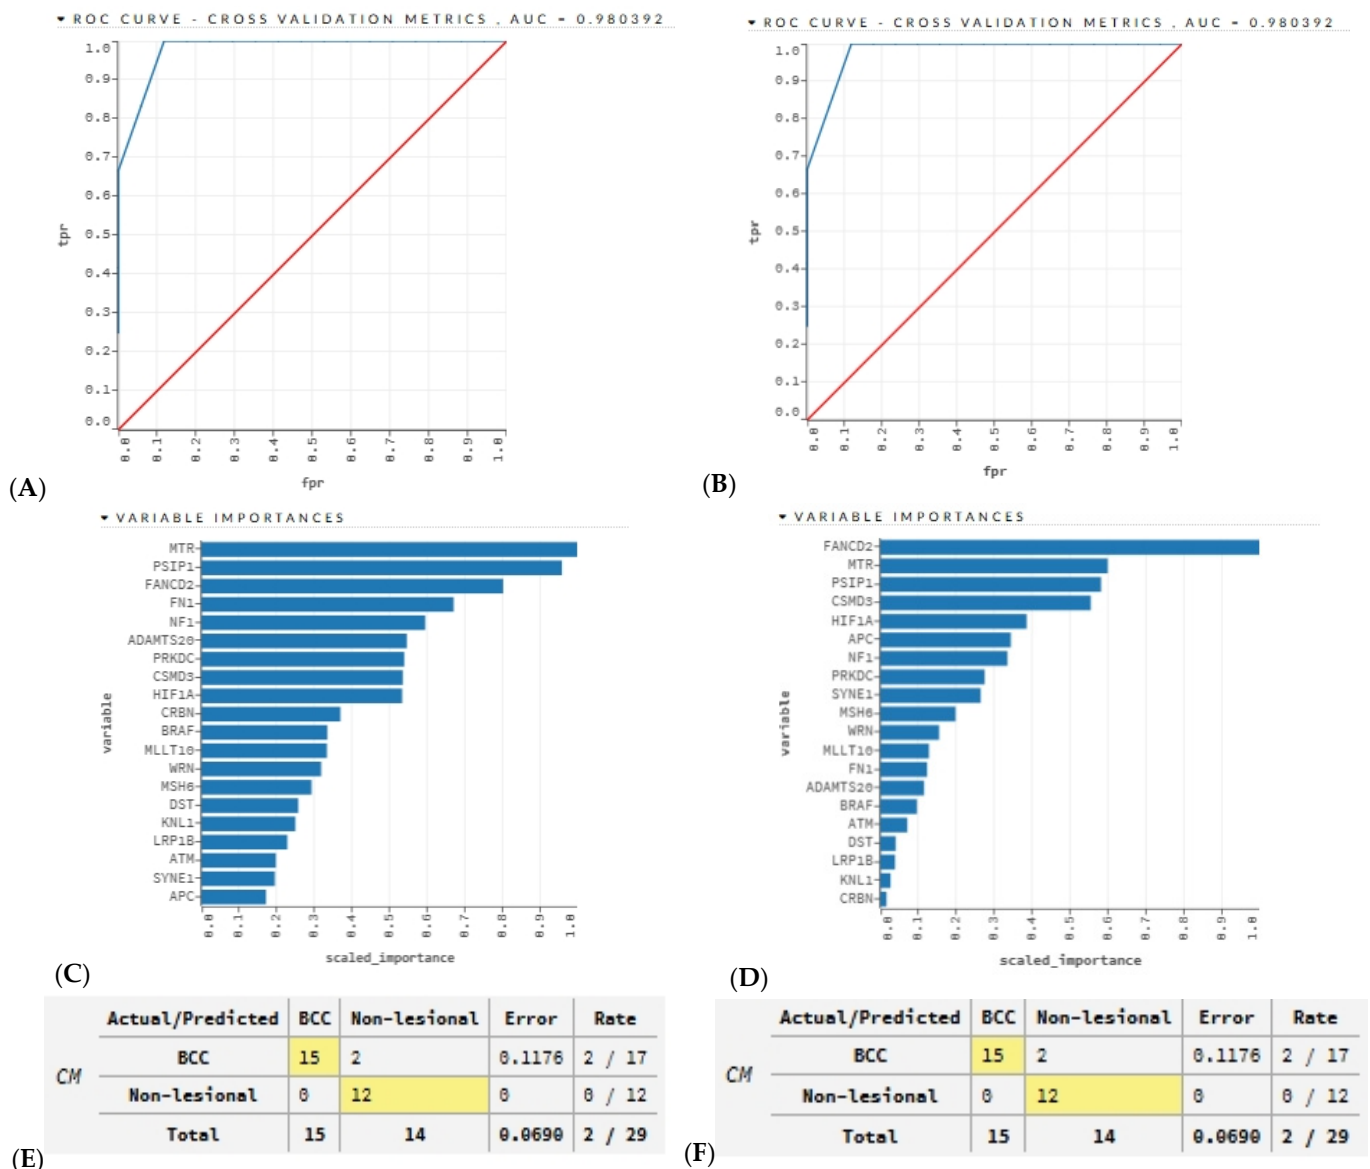 ROC CURVE - CROSS VALIDATION METRICS , AUC = 0.980392
1.0
0.9
0.8
0.7
0.6
0.5
0.4
0.3
0.2
0.1
0.0
tpr
0.0 0.1 0.2 0.3 0.4 0.5 0.6 0.7 0.8 0.9 1.0
fpr
(A)
ROC CURVE - CROSS VALIDATION METRICS , AUC = 0.980392
1.0
0.9
0.8
0.7
0.6
0.5
0.4
0.3
0.2
0.1
0.0
tpr
0.0 0.1 0.2 0.3 0.4 0.5 0.6 0.7 0.8 0.9 1.0
fpr
(B)
VARIABLE IMPORTANCES
MTR
PSIP1
FANCD2
FN1
NF1
ADAMTS20
PRKDC
CSMD3
HIF1A
CRBN
BRAF
MLLT10
WRN
MSH6
DST
KNL1
LRP1B
ATM
SYNE1
APC
variable
0.0 0.1 0.2 0.3 0.4 0.5 0.6 0.7 0.8 0.9 1.0
scaled_importance
(C)
VARIABLE IMPORTANCES
FANCD2
MTR
PSIP1
CSMD3
HIF1A
APC
NF1
PRKDC
SYNE1
MSH6
WRN
MLLT10
FN1
ADAMTS20
BRAF
ATM
DST
LRP1B
KNL1
CRBN
variable
0.0 0.1 0.2 0.3 0.4 0.5 0.6 0.7 0.8 0.9 1.0
scaled_importance
(D)
Actual/Predicted BCC Non-lesional Error Rate
BCC 15 2 0.1176 2 / 17
CM
Non-lesional 0 12 0 0 / 12
Total 15 14 0.0690 2 / 29
(E)
Actual/Predicted BCC Non-lesional Error Rate
BCC 15 2 0.1176 2 / 17
CM
Non-lesional 0 12 0 0 / 12
Total 15 14 0.0690 2 / 29
(F)